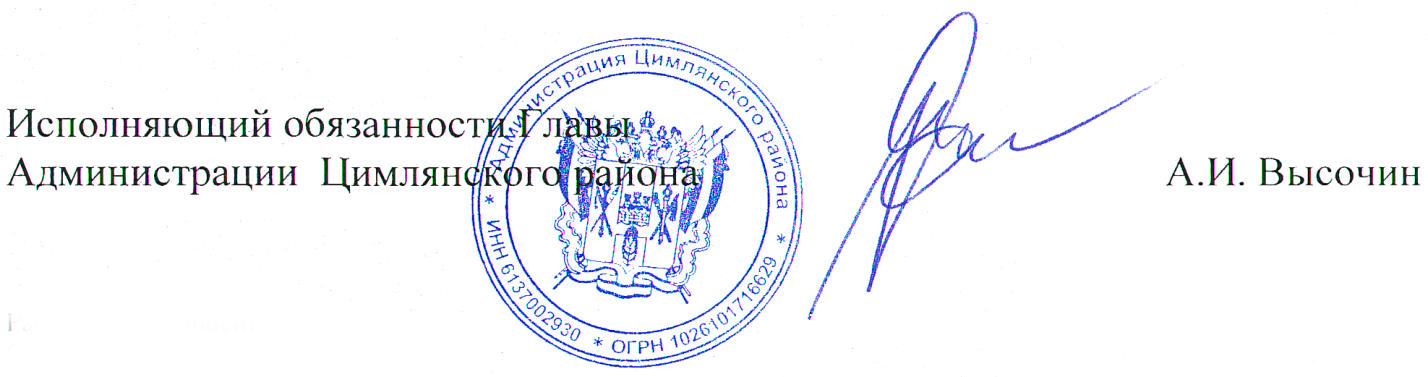 Исполняющий обязанности Главы
Администрации Цимлянского района
А.И. Высочин
* Администрация Цимлянского района *
ИНН 6137002930 * ОГРН 1026101716629